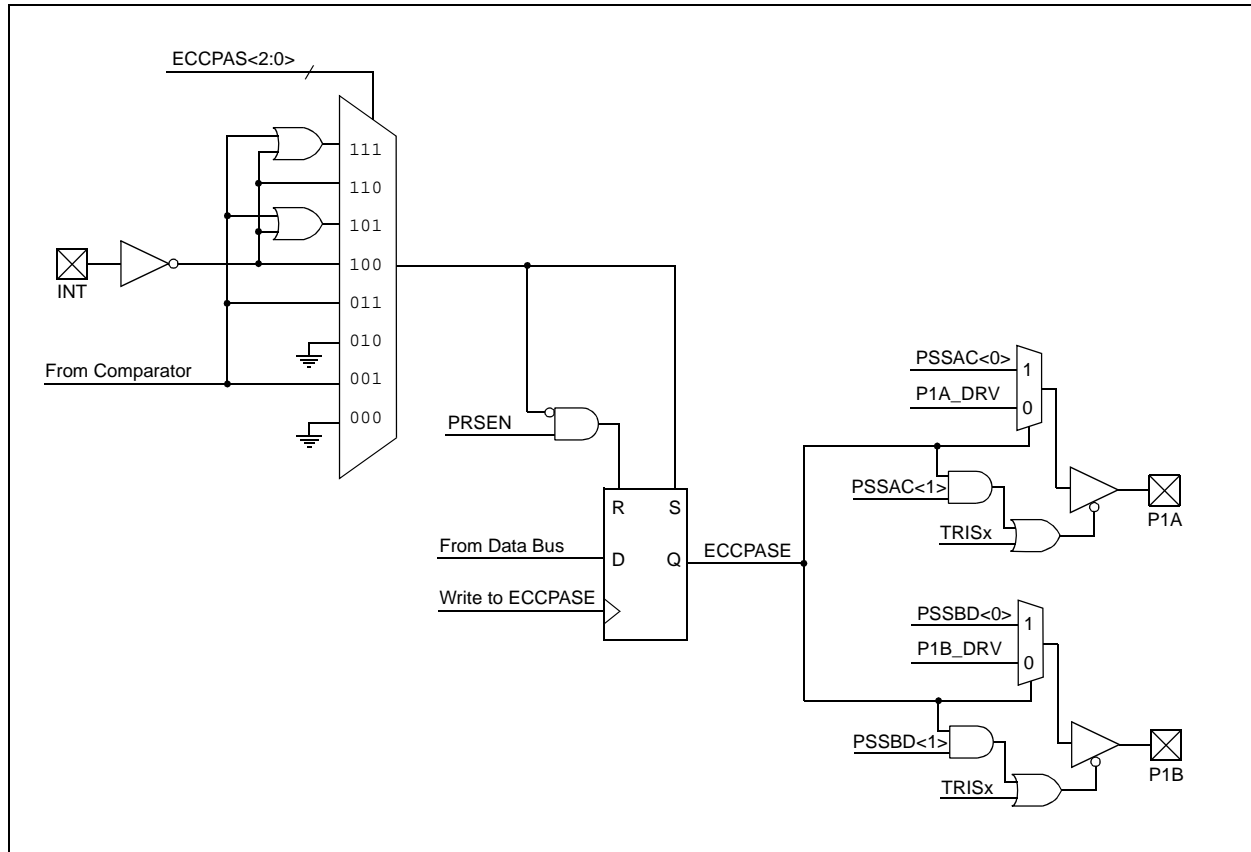 ECCPAS<2:0>
111
110
101
100
011
010
001
000
INT
From Comparator
PRSEN
R S
From Data Bus
D Q
ECCPASE
Write to ECCPASE
PSSAC<0>
1
P1A_DRV
0
PSSAC<1>
TRISx
P1A
PSSBD<0>
1
P1B_DRV
0
PSSBD<1>
TRISx
P1B